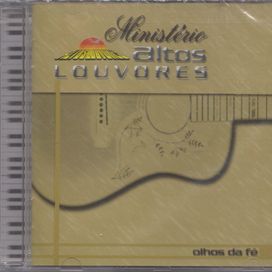 Ministério
altos
LOUVORES
olhos da fé